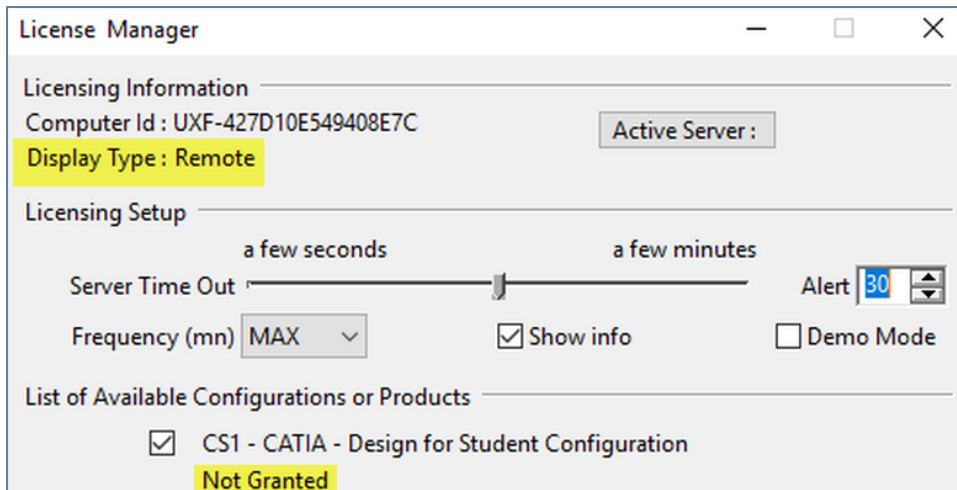 License Manager
Licensing Information
Computer Id : UXF-427D10E549408E7C
Active Server :
Display Type : Remote
Licensing Setup
a few seconds a few minutes
Server Time Out Alert 30
Frequency (mn) MAX Show info Demo Mode
List of Available Configurations or Products
CS1 - CATIA - Design for Student Configuration
Not Granted